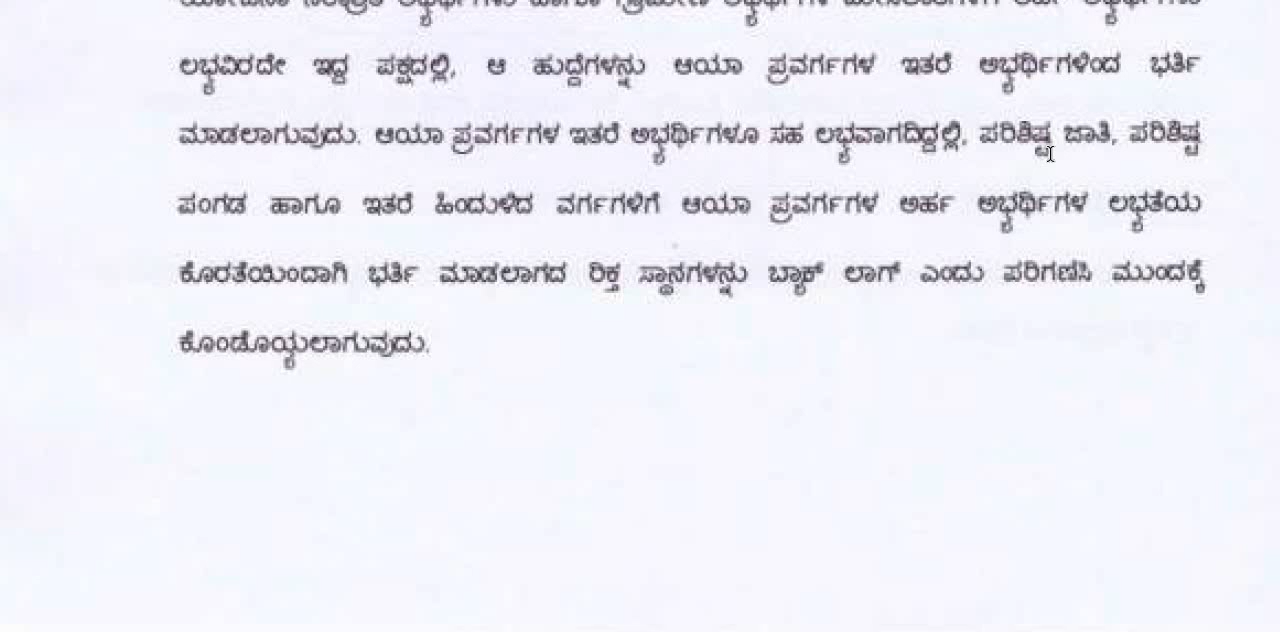 ಲಭ್ಯವಿರದೇ ಇದ್ದ ಪಕ್ಷದಲ್ಲಿ, ಆ ಹುದ್ದೆಗಳನ್ನು ಆಯಾ ಪ್ರವರ್ಗಗಳ ಇತರೆ ಅಭ್ಯರ್ಥಿಗಳಿಂದ ಭರ್ತಿ
ಮಾಡಲಾಗುವುದು. ಆಯಾ ಪ್ರವರ್ಗಗಳ ಇತರೆ ಅಭ್ಯರ್ಥಿಗಳೂ ಸಹ ಲಭ್ಯವಾಗದಿದ್ದಲ್ಲಿ, ಪರಿಶಿಷ್ಟ ಜಾತಿ, ಪರಿಶಿಷ್ಟ
ಪಂಗಡ ಹಾಗೂ ಇತರೆ ಹಿಂದುಳಿದ ವರ್ಗಗಳಿಗೆ ಆಯಾ ಪ್ರವರ್ಗಗಳ ಅರ್ಹ ಅಭ್ಯರ್ಥಿಗಳ ಲಭ್ಯತೆಯ
ಕೊರತೆಯಿಂದಾಗಿ ಭರ್ತಿ ಮಾಡಲಾಗದ ರಿಕ್ತ ಸ್ಥಾನಗಳನ್ನು ಬ್ಯಾಕ್ ಲಾಗ್ ಎಂದು ಪರಿಗಣಿಸಿ ಮುಂದಕ್ಕೆ
ಕೊಂಡೊಯ್ಯಲಾಗುವುದು.